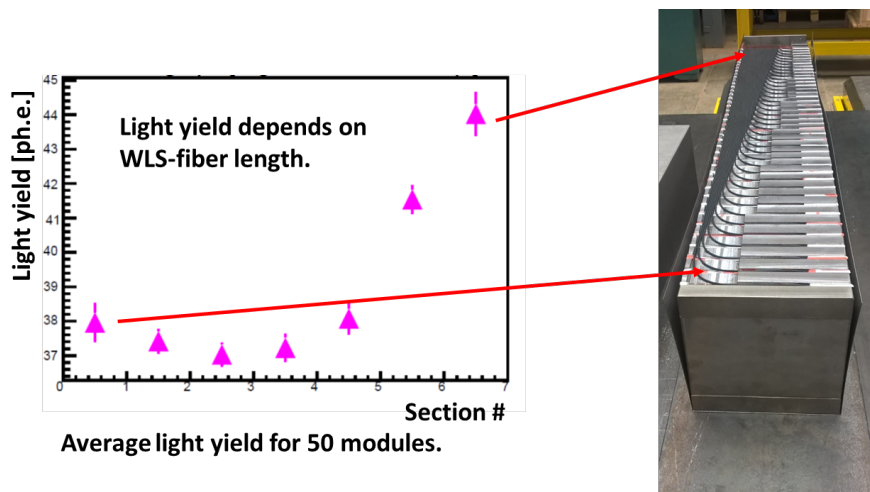 Light yield depends on
WLS-fiber length.
Light yield [ph.e.]
45
44
43
42
41
40
39
38
37
0 1 2 3 4 5 6 7
Section #
Average light yield for 50 modules.